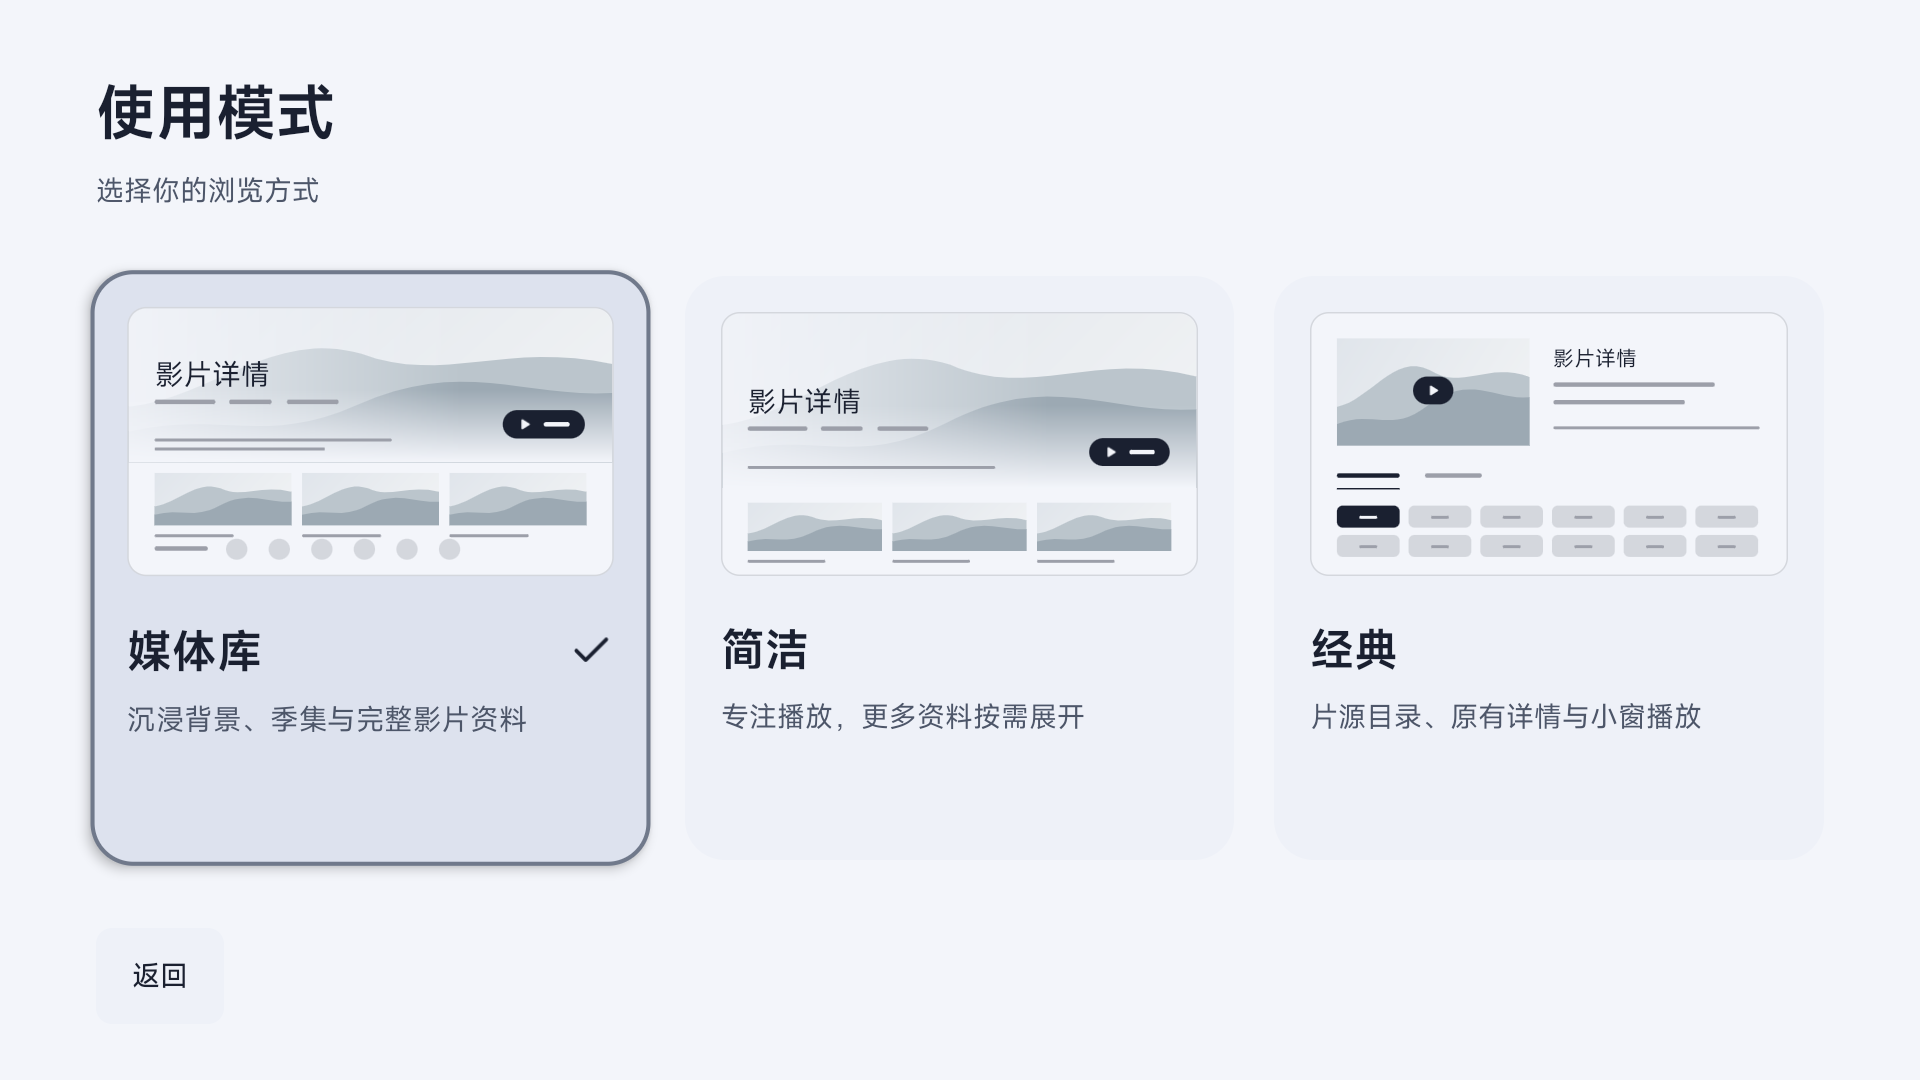 使用模式
选择你的浏览方式
影片详情
媒体库
沉浸背景、季集与完整影片资料
影片详情
简洁
专注播放，更多资料按需展开
影片详情
经典
片源目录、原有详情与小窗播放
返回